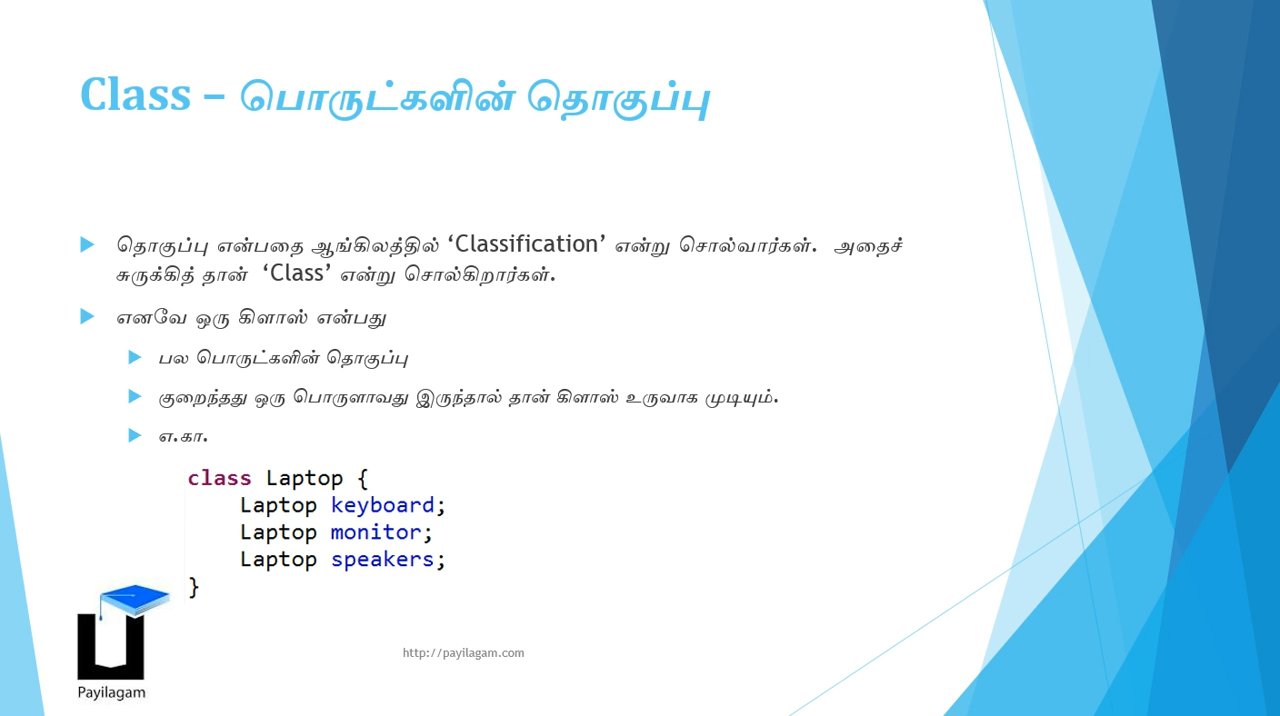 Class – பொருட்களின் தொகுப்பு
தொகுப்பு என்பதை ஆங்கிலத்தில் ‘Classification’ என்று சொல்வார்கள். அதைச்
சுருக்கித் தான் ‘Class’ என்று சொல்கிறார்கள்.
எனவே ஒரு கிளாஸ் என்பது
பல பொருட்களின் தொகுப்பு
குறைந்தது ஒரு பொருளாவது இருந்தால் தான் கிளாஸ் உருவாக முடியும்.
எ.கா.
class Laptop {
    Laptop keyboard;
    Laptop monitor;
    Laptop speakers;
}
http://payilagam.com
Payilagam